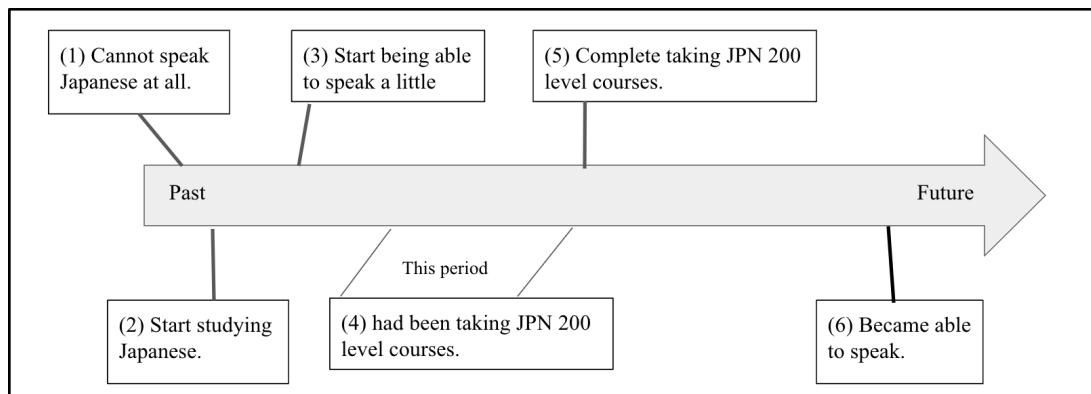 (1) Cannot speak
Japanese at all.
(3) Start being able
to speak a little
(5) Complete taking JPN 200
level courses.
Past
Future
This period
(2) Start studying
Japanese.
(4) had been taking JPN 200
level courses.
(6) Became able
to speak.